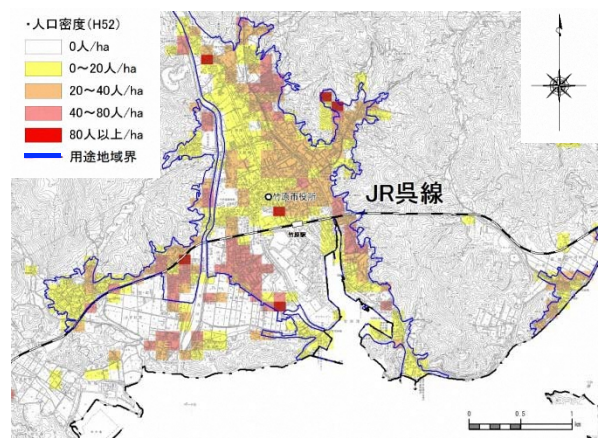 ・人口密度(H52)
0人/ha
0～20人/ha
20～40人/ha
40～80人/ha
80人以上/ha
用途地域界
竹原市役所
JR呉線
竹原駅
0 0.5 1
km